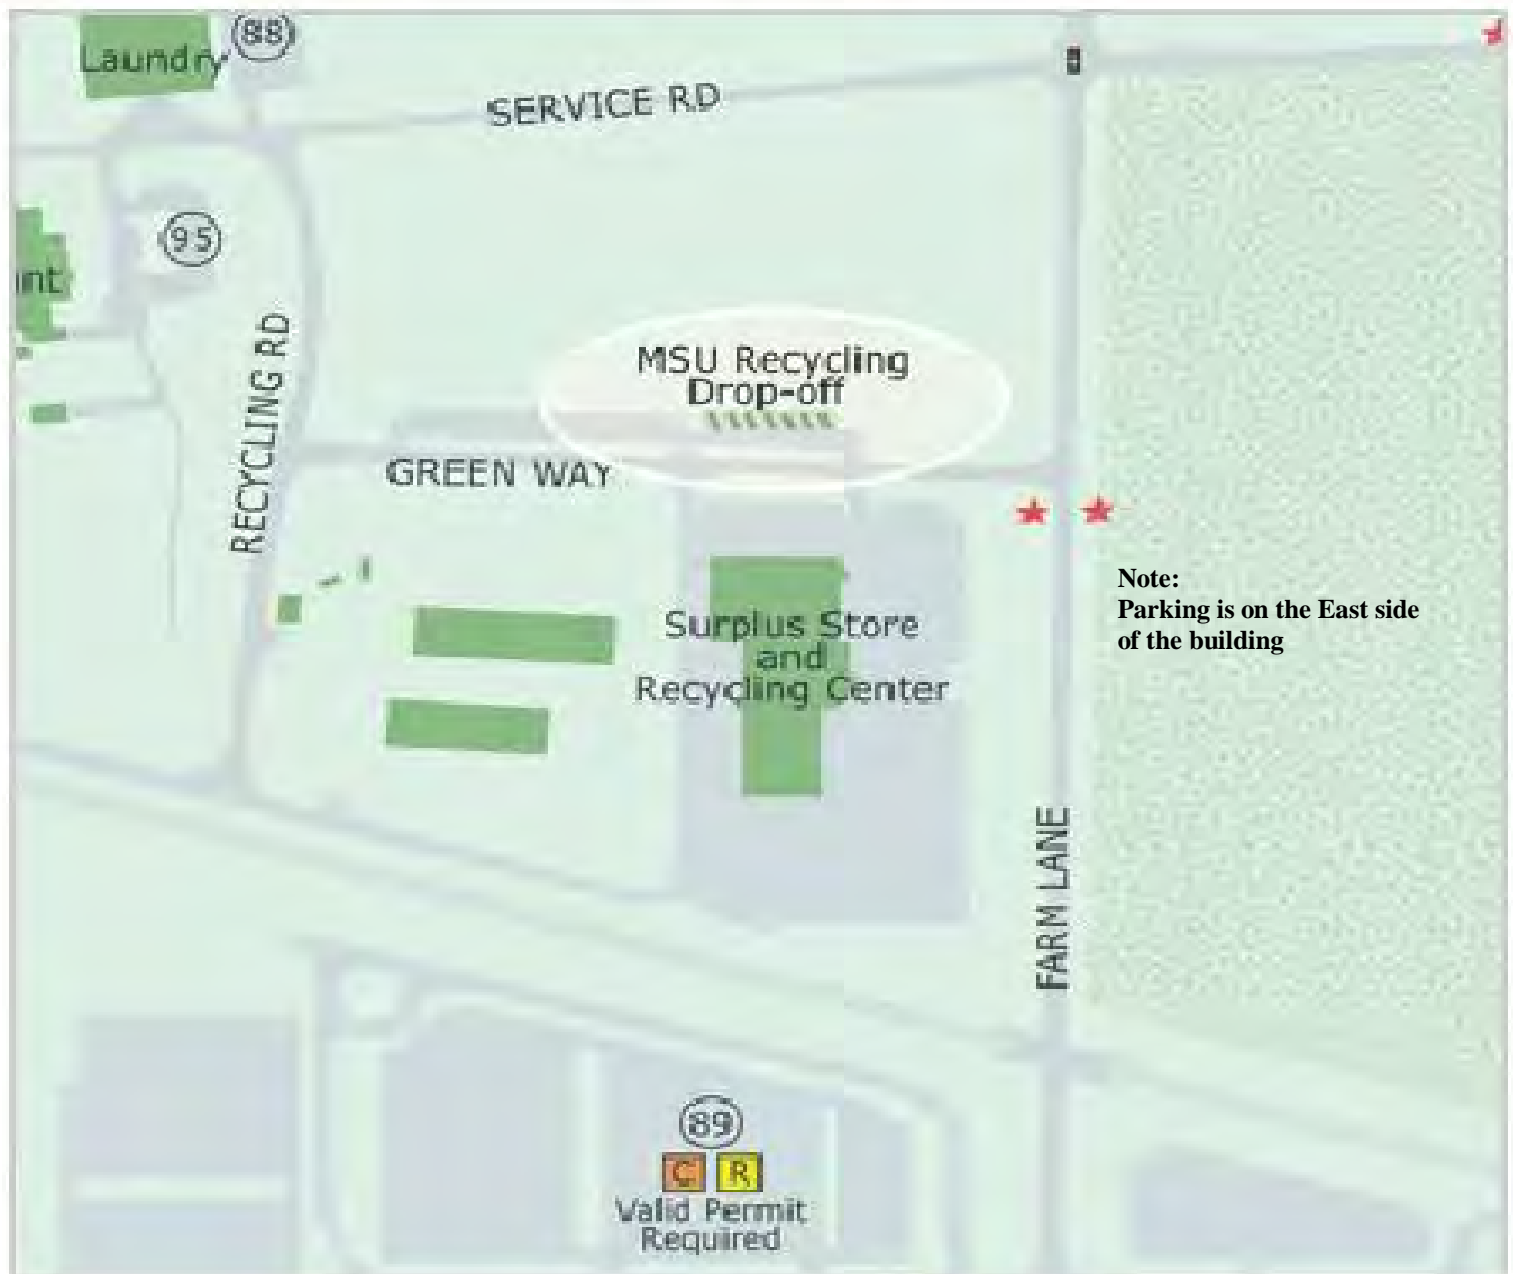 Laundry
88
SERVICE RD
95
RECYCLING RD
MSU Recycling
Drop-off
GREEN WAY
Note:
Parking is on the East side
of the building
Surplus Store
and
Recycling Center
FARM LANE
89
C R
Valid Permit
Required